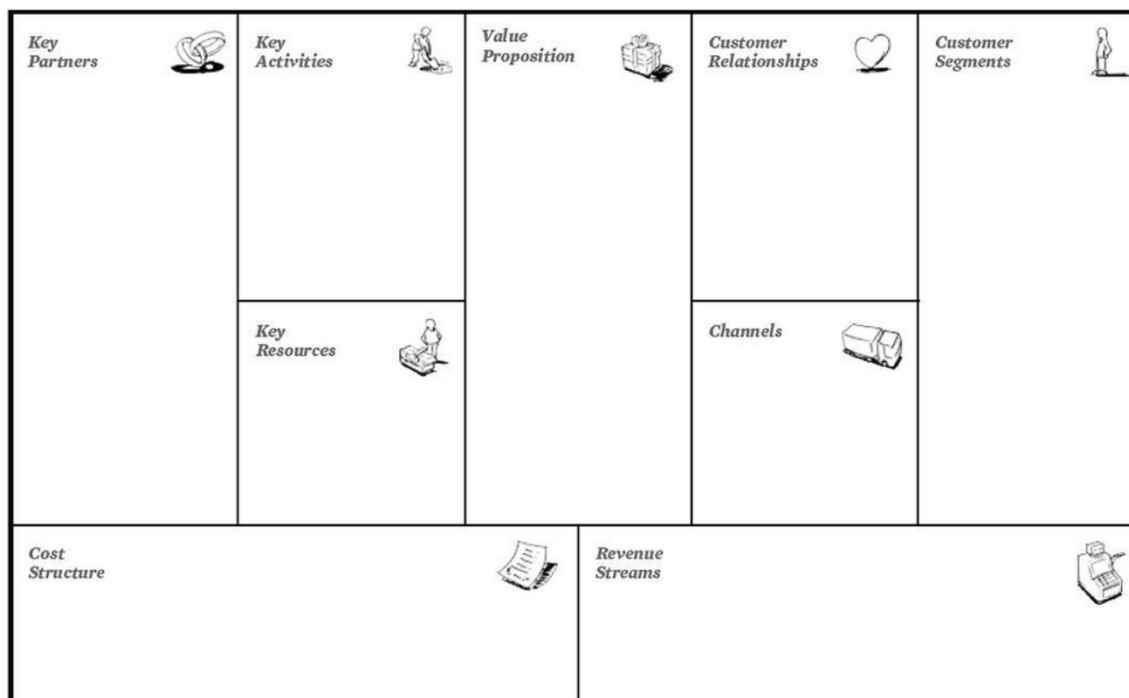 Key
Partners
Key
Activities
Value
Proposition
Customer
Relationships
Customer
Segments
Key
Resources
Channels
Cost
Structure
Revenue
Streams